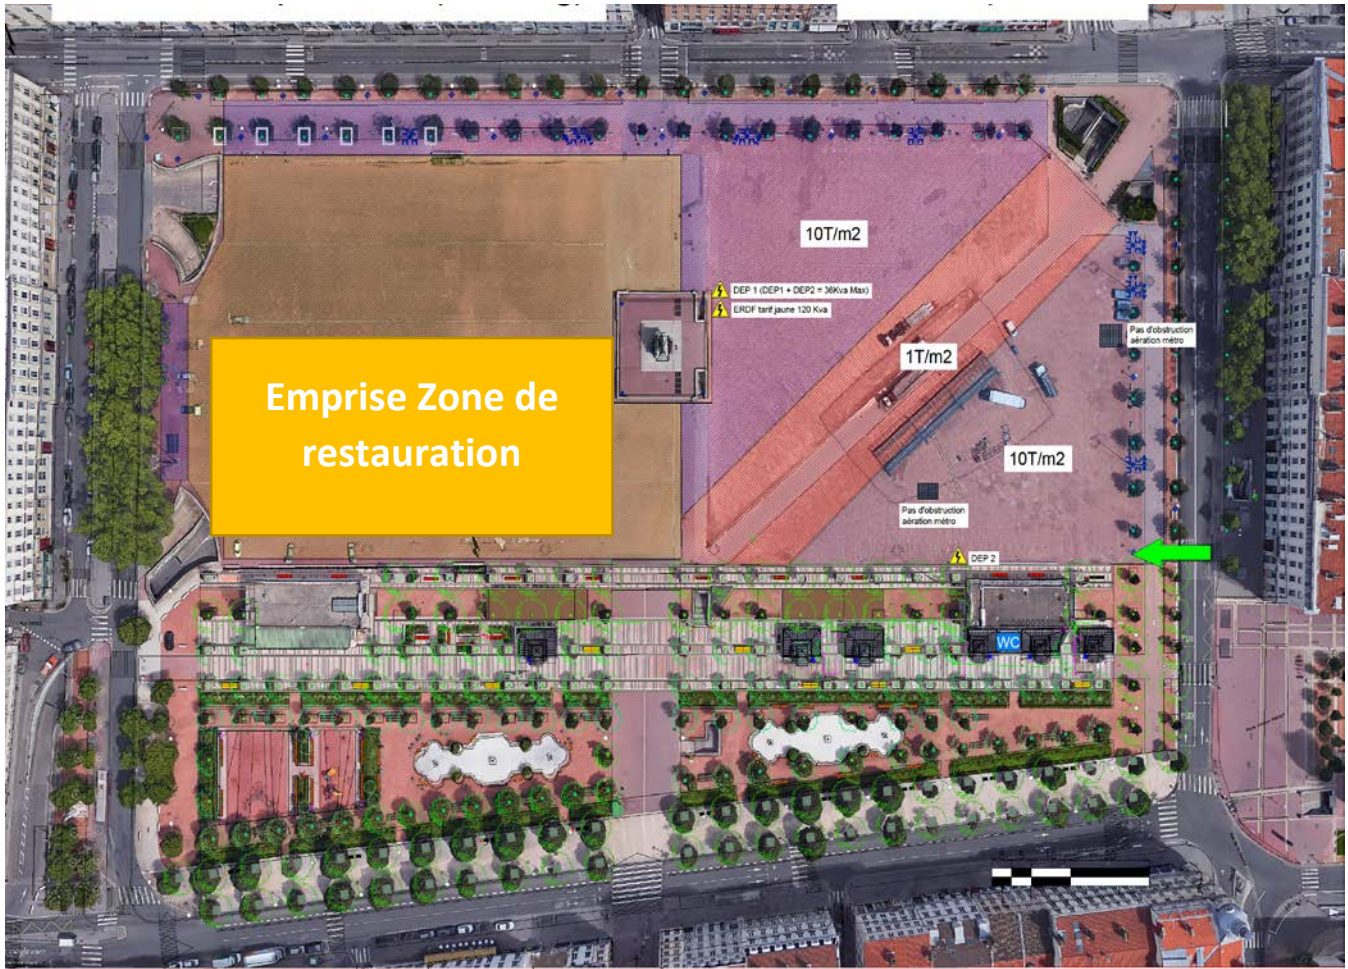 10T/m2
DEP 1 (DEP1 + DEP2 = 36Kva Max)
ERDF tarif jaune 120 Kva
Pas d'obstruction
aération métro
1T/m2
Emprise Zone de
restauration
10T/m2
Pas d'obstruction
aération métro
DEP 2
WC